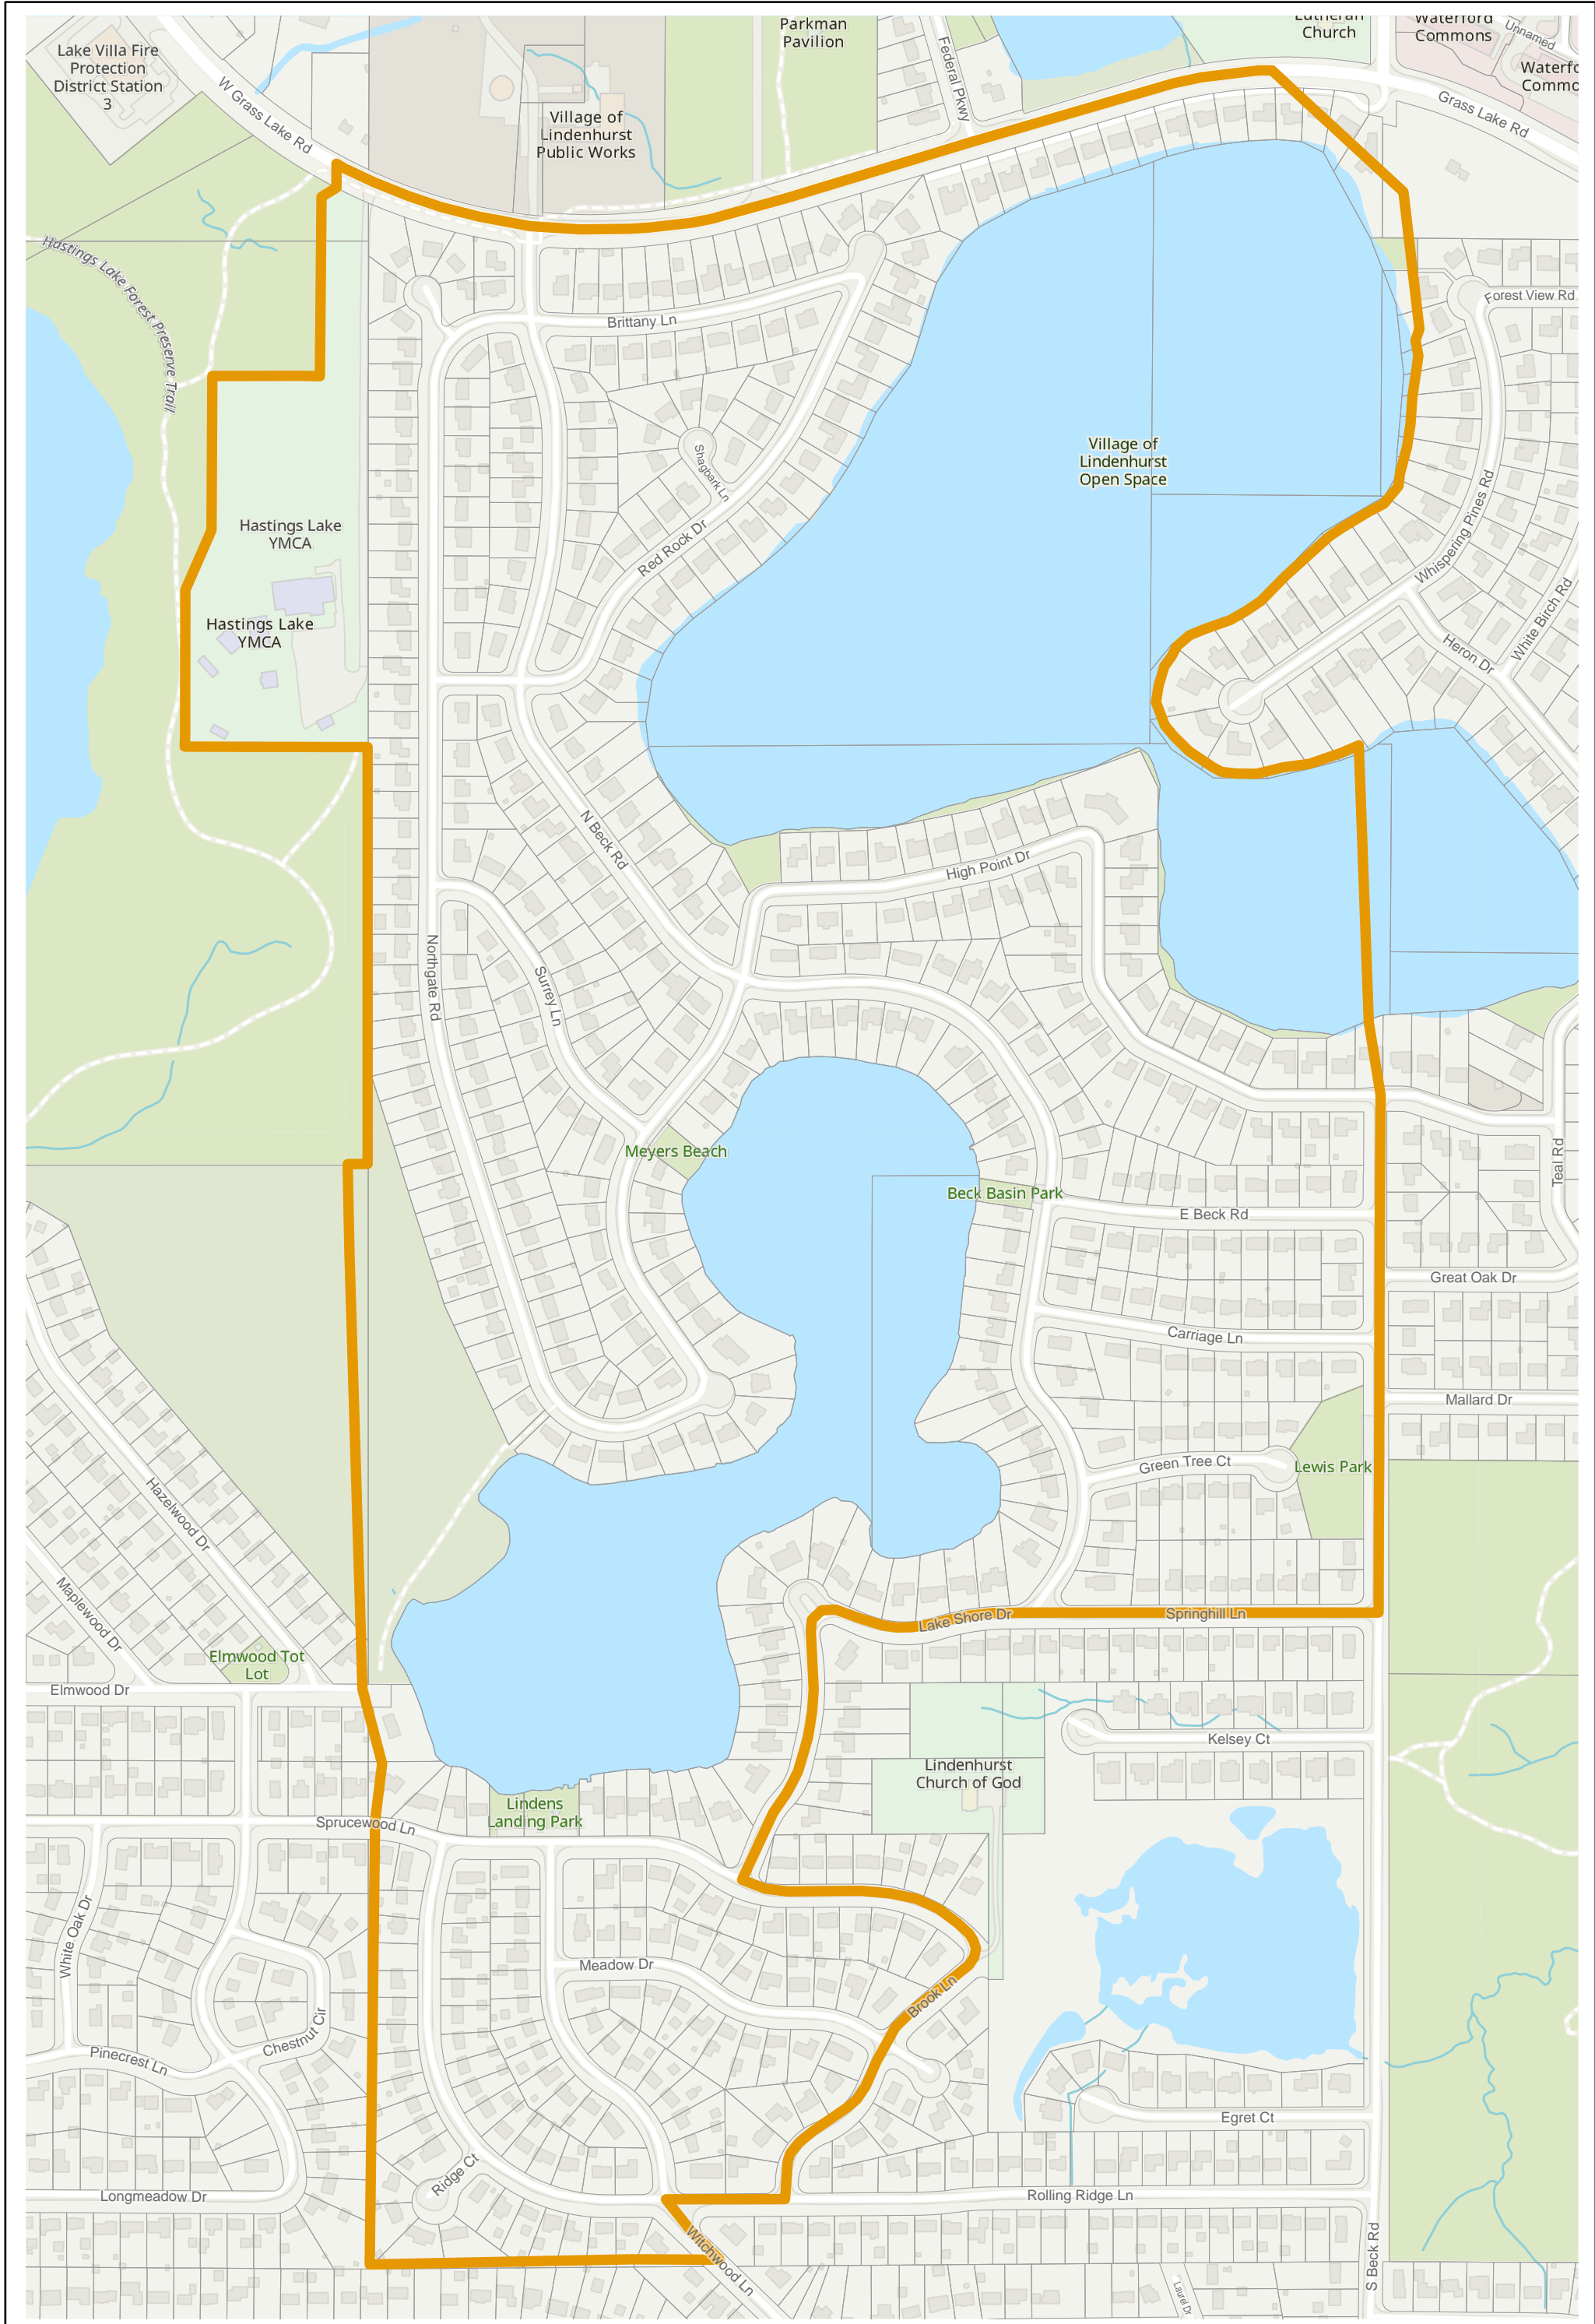 Parkman
Pavilion
Lutheran
Church
Waterford
Commons
Unnamed
Lake Villa Fire
Protection
District Station
3
W Grass Lake Rd
Federal Pkwy
Waterfo
Commo
Grass Lake Rd
Village of
Lindenhurst
Public Works
Hastings Lake Forest Preserve Trail
Forest View Rd
Brittany Ln
Shagbark Ln
Village of
Lindenhurst
Open Space
Hastings Lake
YMCA
Red Rock Dr
Whispering Pines Rd
Hastings Lake
YMCA
White Birch Rd
Heron Dr
N Beck Rd
High Point Dr
Northgate Rd
Surrey Ln
Meyers Beach
Teal Rd
Beck Basin Park
E Beck Rd
Great Oak Dr
Carriage Ln
Mallard Dr
Green Tree Ct
Lewis Park
Hazelwood Dr
Maplewood Dr
Lake Shore Dr
Springhill Ln
Elmwood Tot
Lot
Elmwood Dr
Kelsey Ct
Lindenhurst
Church of God
Lindens
Landing Park
Sprucewood Ln
White Oak Dr
Meadow Dr
Brook Ln
Chestnut Cir
Pinecrest Ln
Egret Ct
Ridge Ct
Longmeadow Dr
Rolling Ridge Ln
Witchwood Ln
S Beck Rd
Laurel Dr